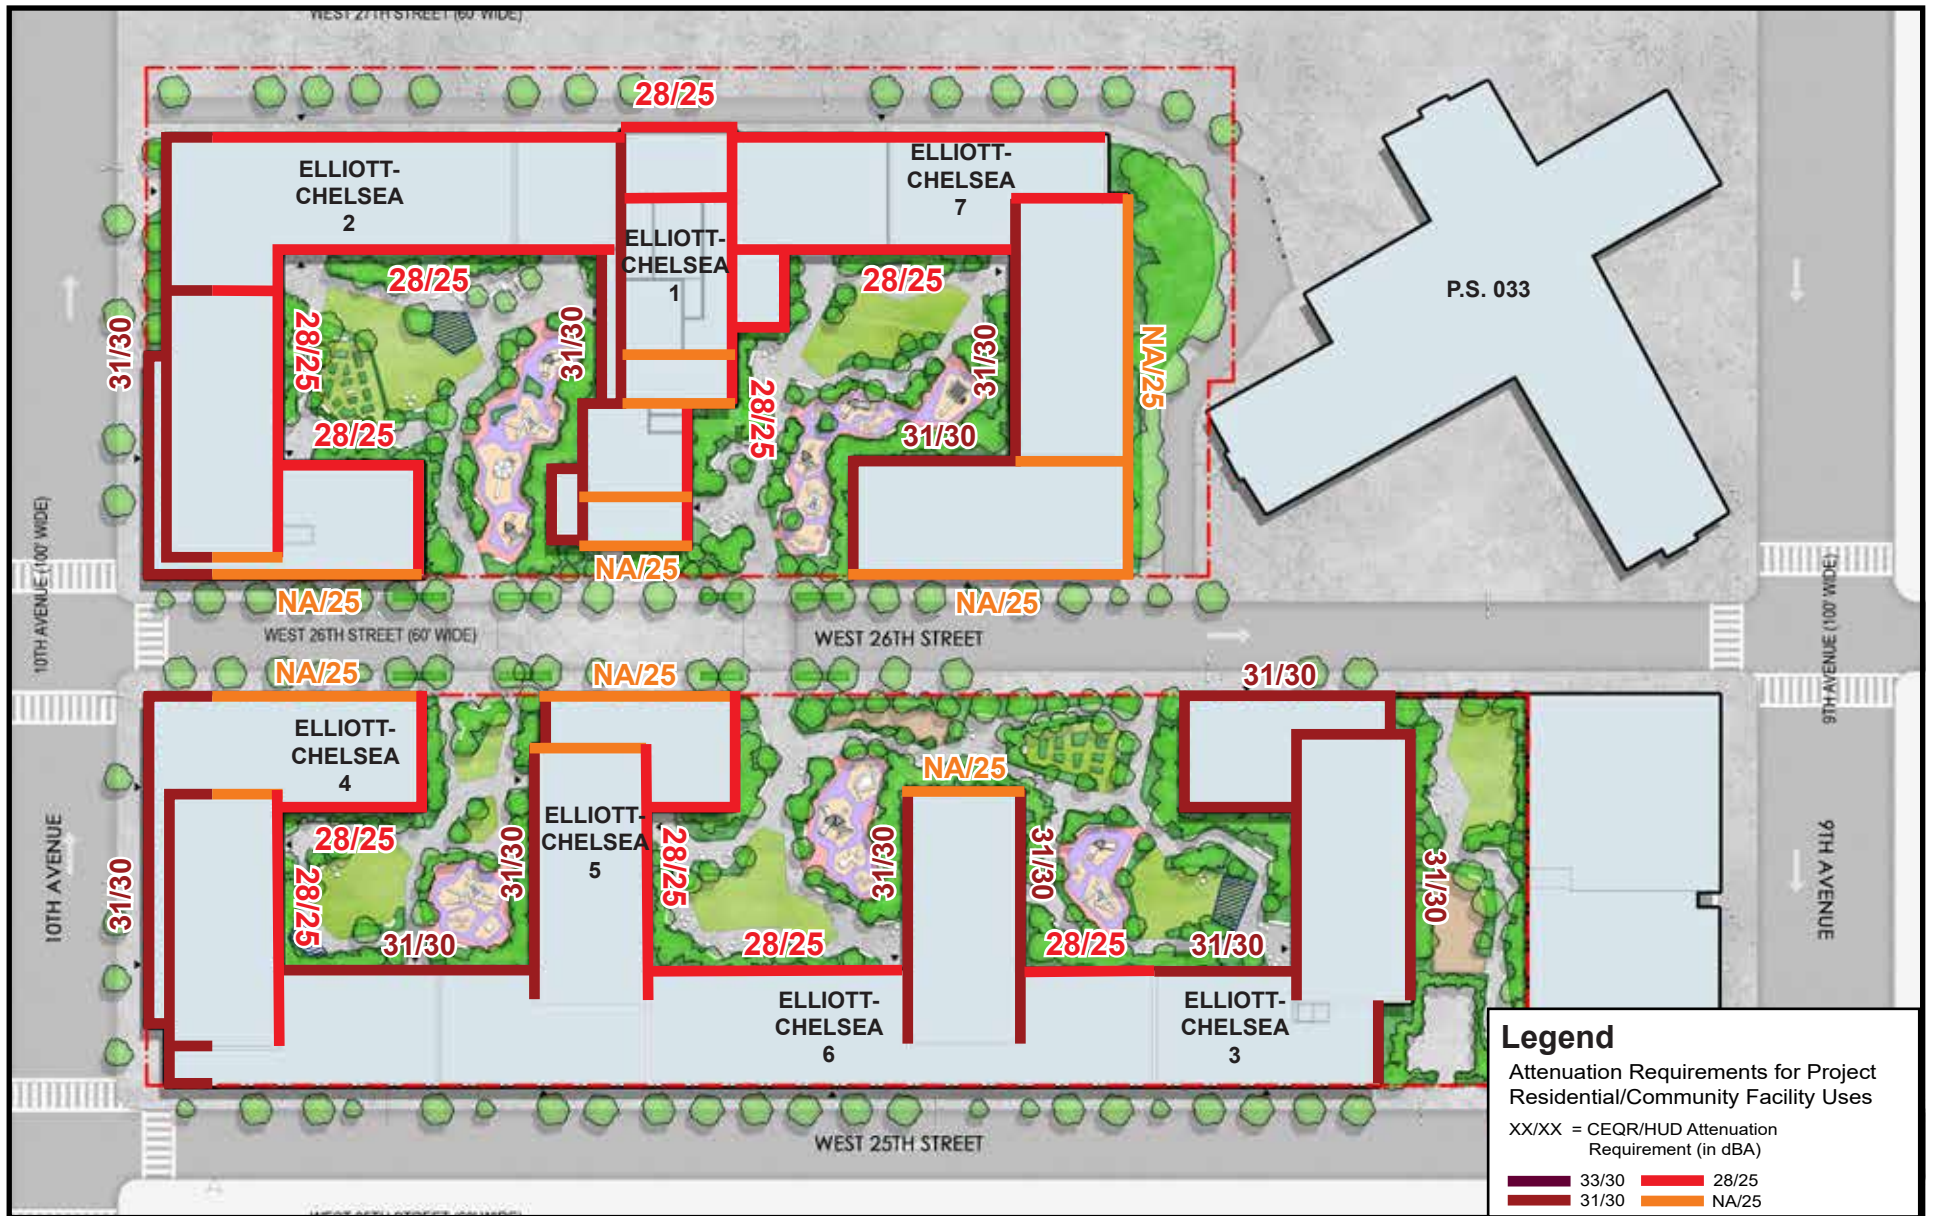 WEST 27TH STREET (60' WIDE)
28/25
ELLIOTT-
CHELSEA
2
ELLIOTT-
CHELSEA
7
ELLIOTT-
CHELSEA
1
28/25
28/25
P.S. 033
31/30
28/25
31/30
31/30
NA/25
28/25
28/25
31/30
10TH AVENUE (100' WIDE)
9TH AVENUE (100' WIDE)
NA/25
NA/25
NA/25
WEST 26TH STREET (60' WIDE)
WEST 26TH STREET
NA/25
NA/25
31/30
ELLIOTT-
CHELSEA
4
NA/25
ELLIOTT-
CHELSEA
5
10TH AVENUE
9TH AVENUE
28/25
31/30
28/25
31/30
28/25
31/30
31/30
31/30
31/30
28/25
28/25
31/30
ELLIOTT-
CHELSEA
6
ELLIOTT-
CHELSEA
3
WEST 25TH STREET
Legend
Attenuation Requirements for Project
Residential/Community Facility Uses
XX/XX = CEQR/HUD Attenuation
Requirement (in dBA)
33/30 28/25
31/30 NA/25